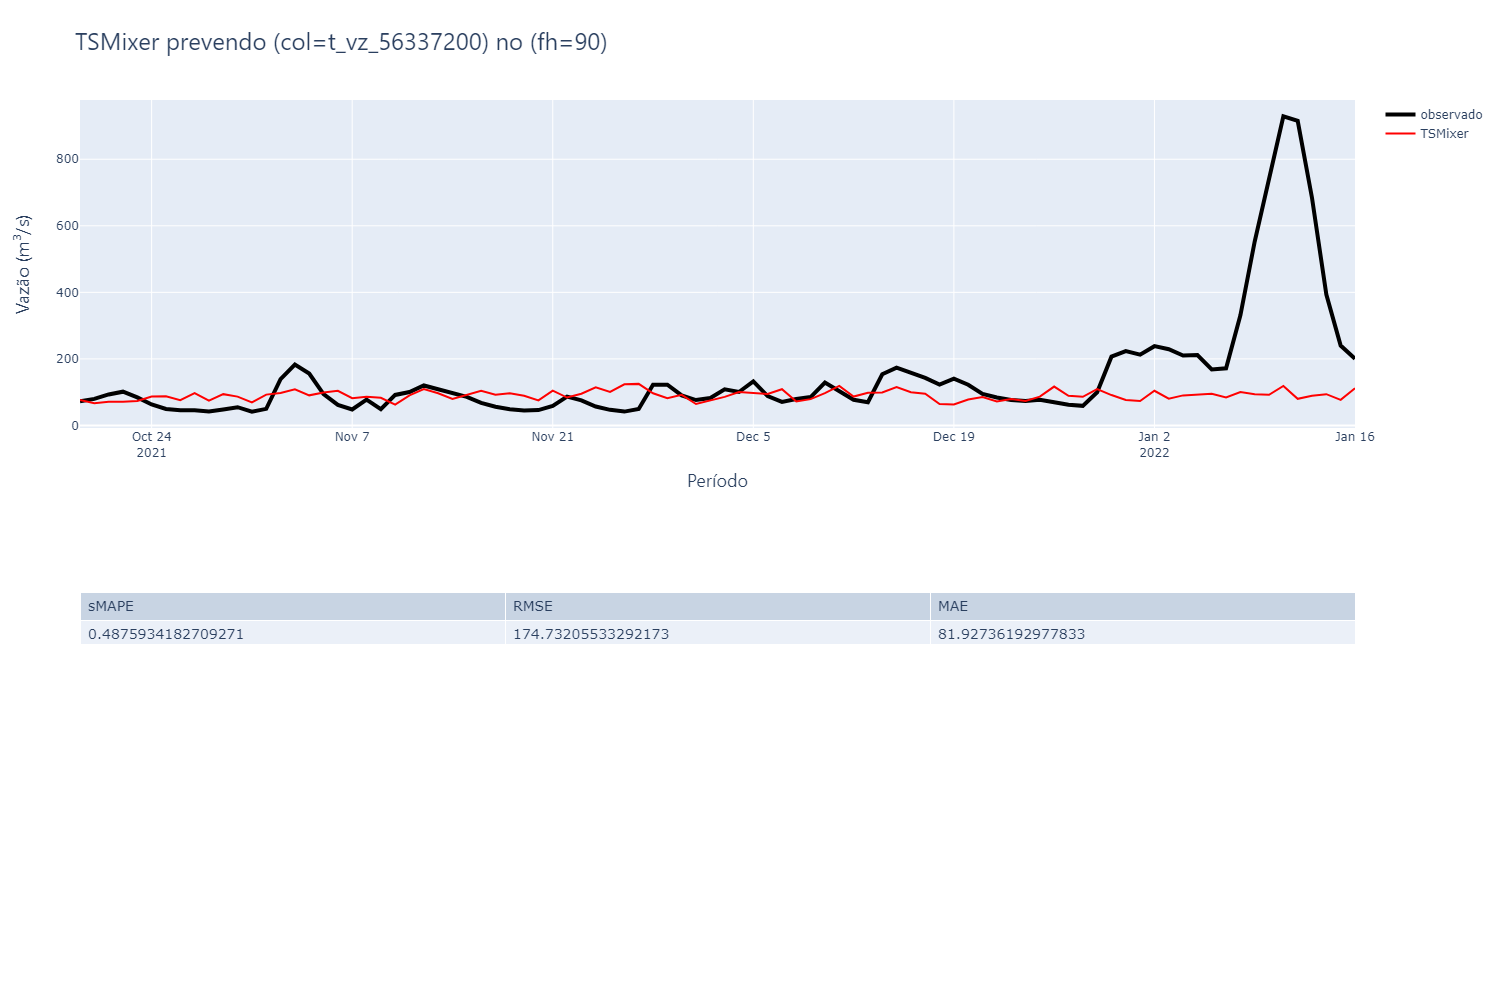 TSMixer prevendo (col=t_vz_56337200) no (fh=90)
observado
TSMixer
Vazão (m³/s)
800
600
400
200
0
Oct 24
2021
Nov 7
Nov 21
Dec 5
Dec 19
Jan 2
2022
Jan 16
Período
sMAPE RMSE MAE
0.4875934182709271 174.73205533292173 81.92736192977833